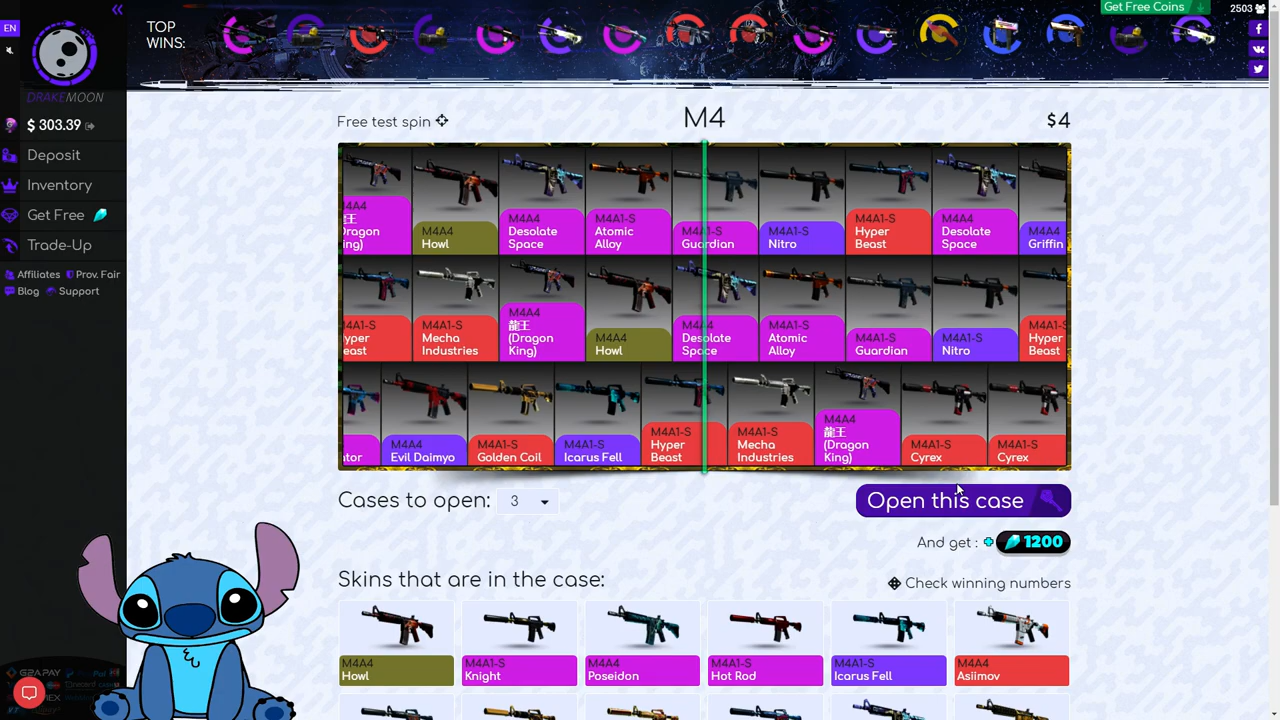 EN
TOP
WINS:
Get Free Coins
2503
DRAKEMOON
$ 303.39
Deposit
Inventory
Get Free
Trade-Up
Affiliates
Prov. Fair
Blog
Support
Free test spin
M4
$4
M4A4
龍王
(Dragon
King)
M4A4
Howl
M4A4
Desolate
Space
M4A1-S
Atomic
Alloy
M4A1-S
Guardian
M4A1-S
Nitro
M4A1-S
Hyper
Beast
M4A4
Desolate
Space
M4A4
Griffin
M4A1-S
Hyper
Beast
M4A1-S
Mecha
Industries
M4A4
龍王
(Dragon
King)
M4A4
Howl
M4A4
Desolate
Space
M4A1-S
Atomic
Alloy
M4A1-S
Guardian
M4A1-S
Nitro
M4A1-S
Hyper
Beast
ator
M4A4
Evil Daimyo
M4A1-S
Golden Coil
M4A1-S
Icarus Fell
M4A1-S
Hyper
Beast
M4A1-S
Mecha
Industries
M4A4
龍王
(Dragon
King)
M4A1-S
Cyrex
M4A1-S
Cyrex
Cases to open:
3
Open this case
And get :
1200
Skins that are in the case:
Check winning numbers
M4A4
Howl
M4A1-S
Knight
M4A4
Poseidon
M4A1-S
Hot Rod
M4A1-S
Icarus Fell
M4A4
Asiimov
G2A PAY